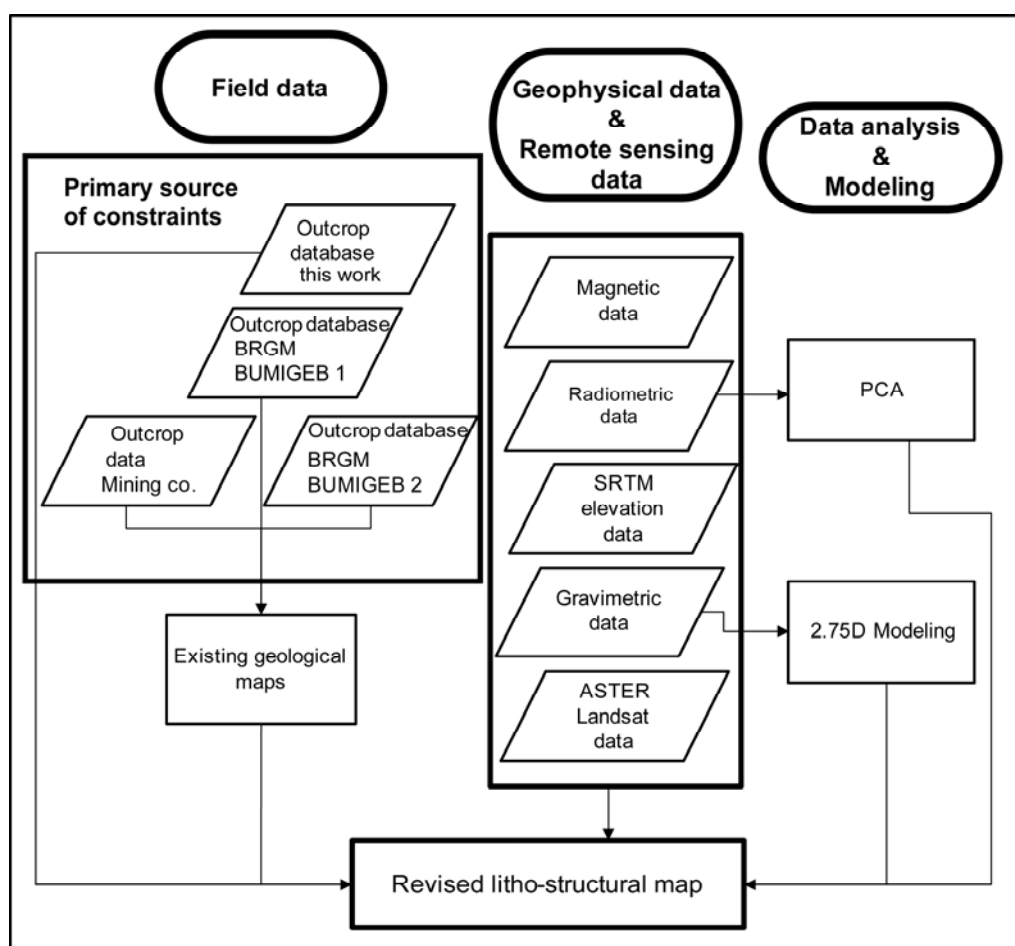 Field data
Geophysical data
&
Remote sensing
data
Data analysis
&
Modeling
Primary source
of constraints
Outcrop
database
this work
Outcrop database
BRGM
BUMIGEB 1
Outcrop
data
Mining co.
Outcrop database
BRGM
BUMIGEB 2
Existing geological
maps
Magnetic
data
Radiometric
data
SRTM
elevation
data
Gravimetric
data
ASTER
Landsat
data
PCA
2.75D Modeling
Revised litho-structural map